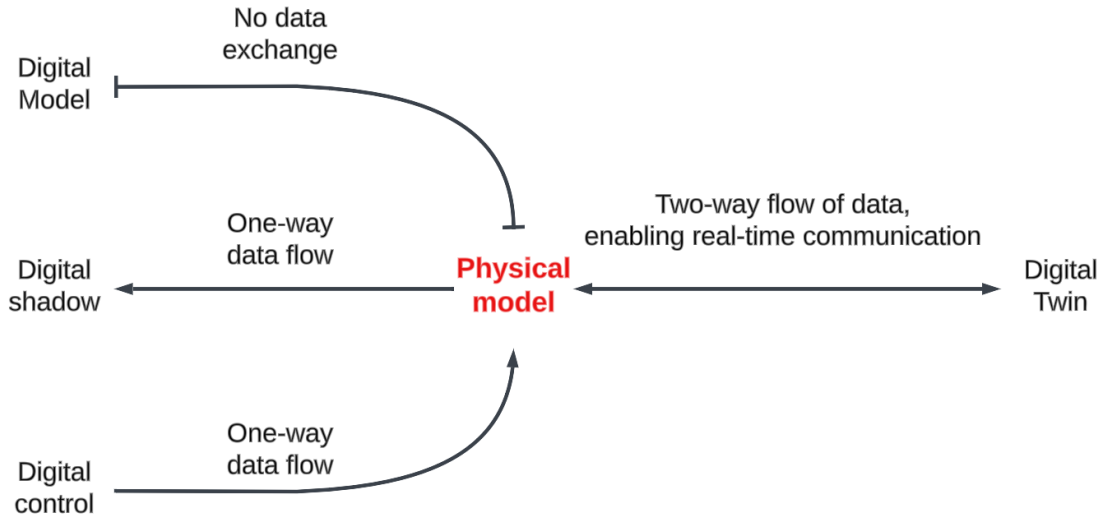 No data
exchange
Digital
Model
One-way
data flow
Two-way flow of data,
enabling real-time communication
Digital
shadow
Physical
model
Digital
Twin
One-way
data flow
Digital
control